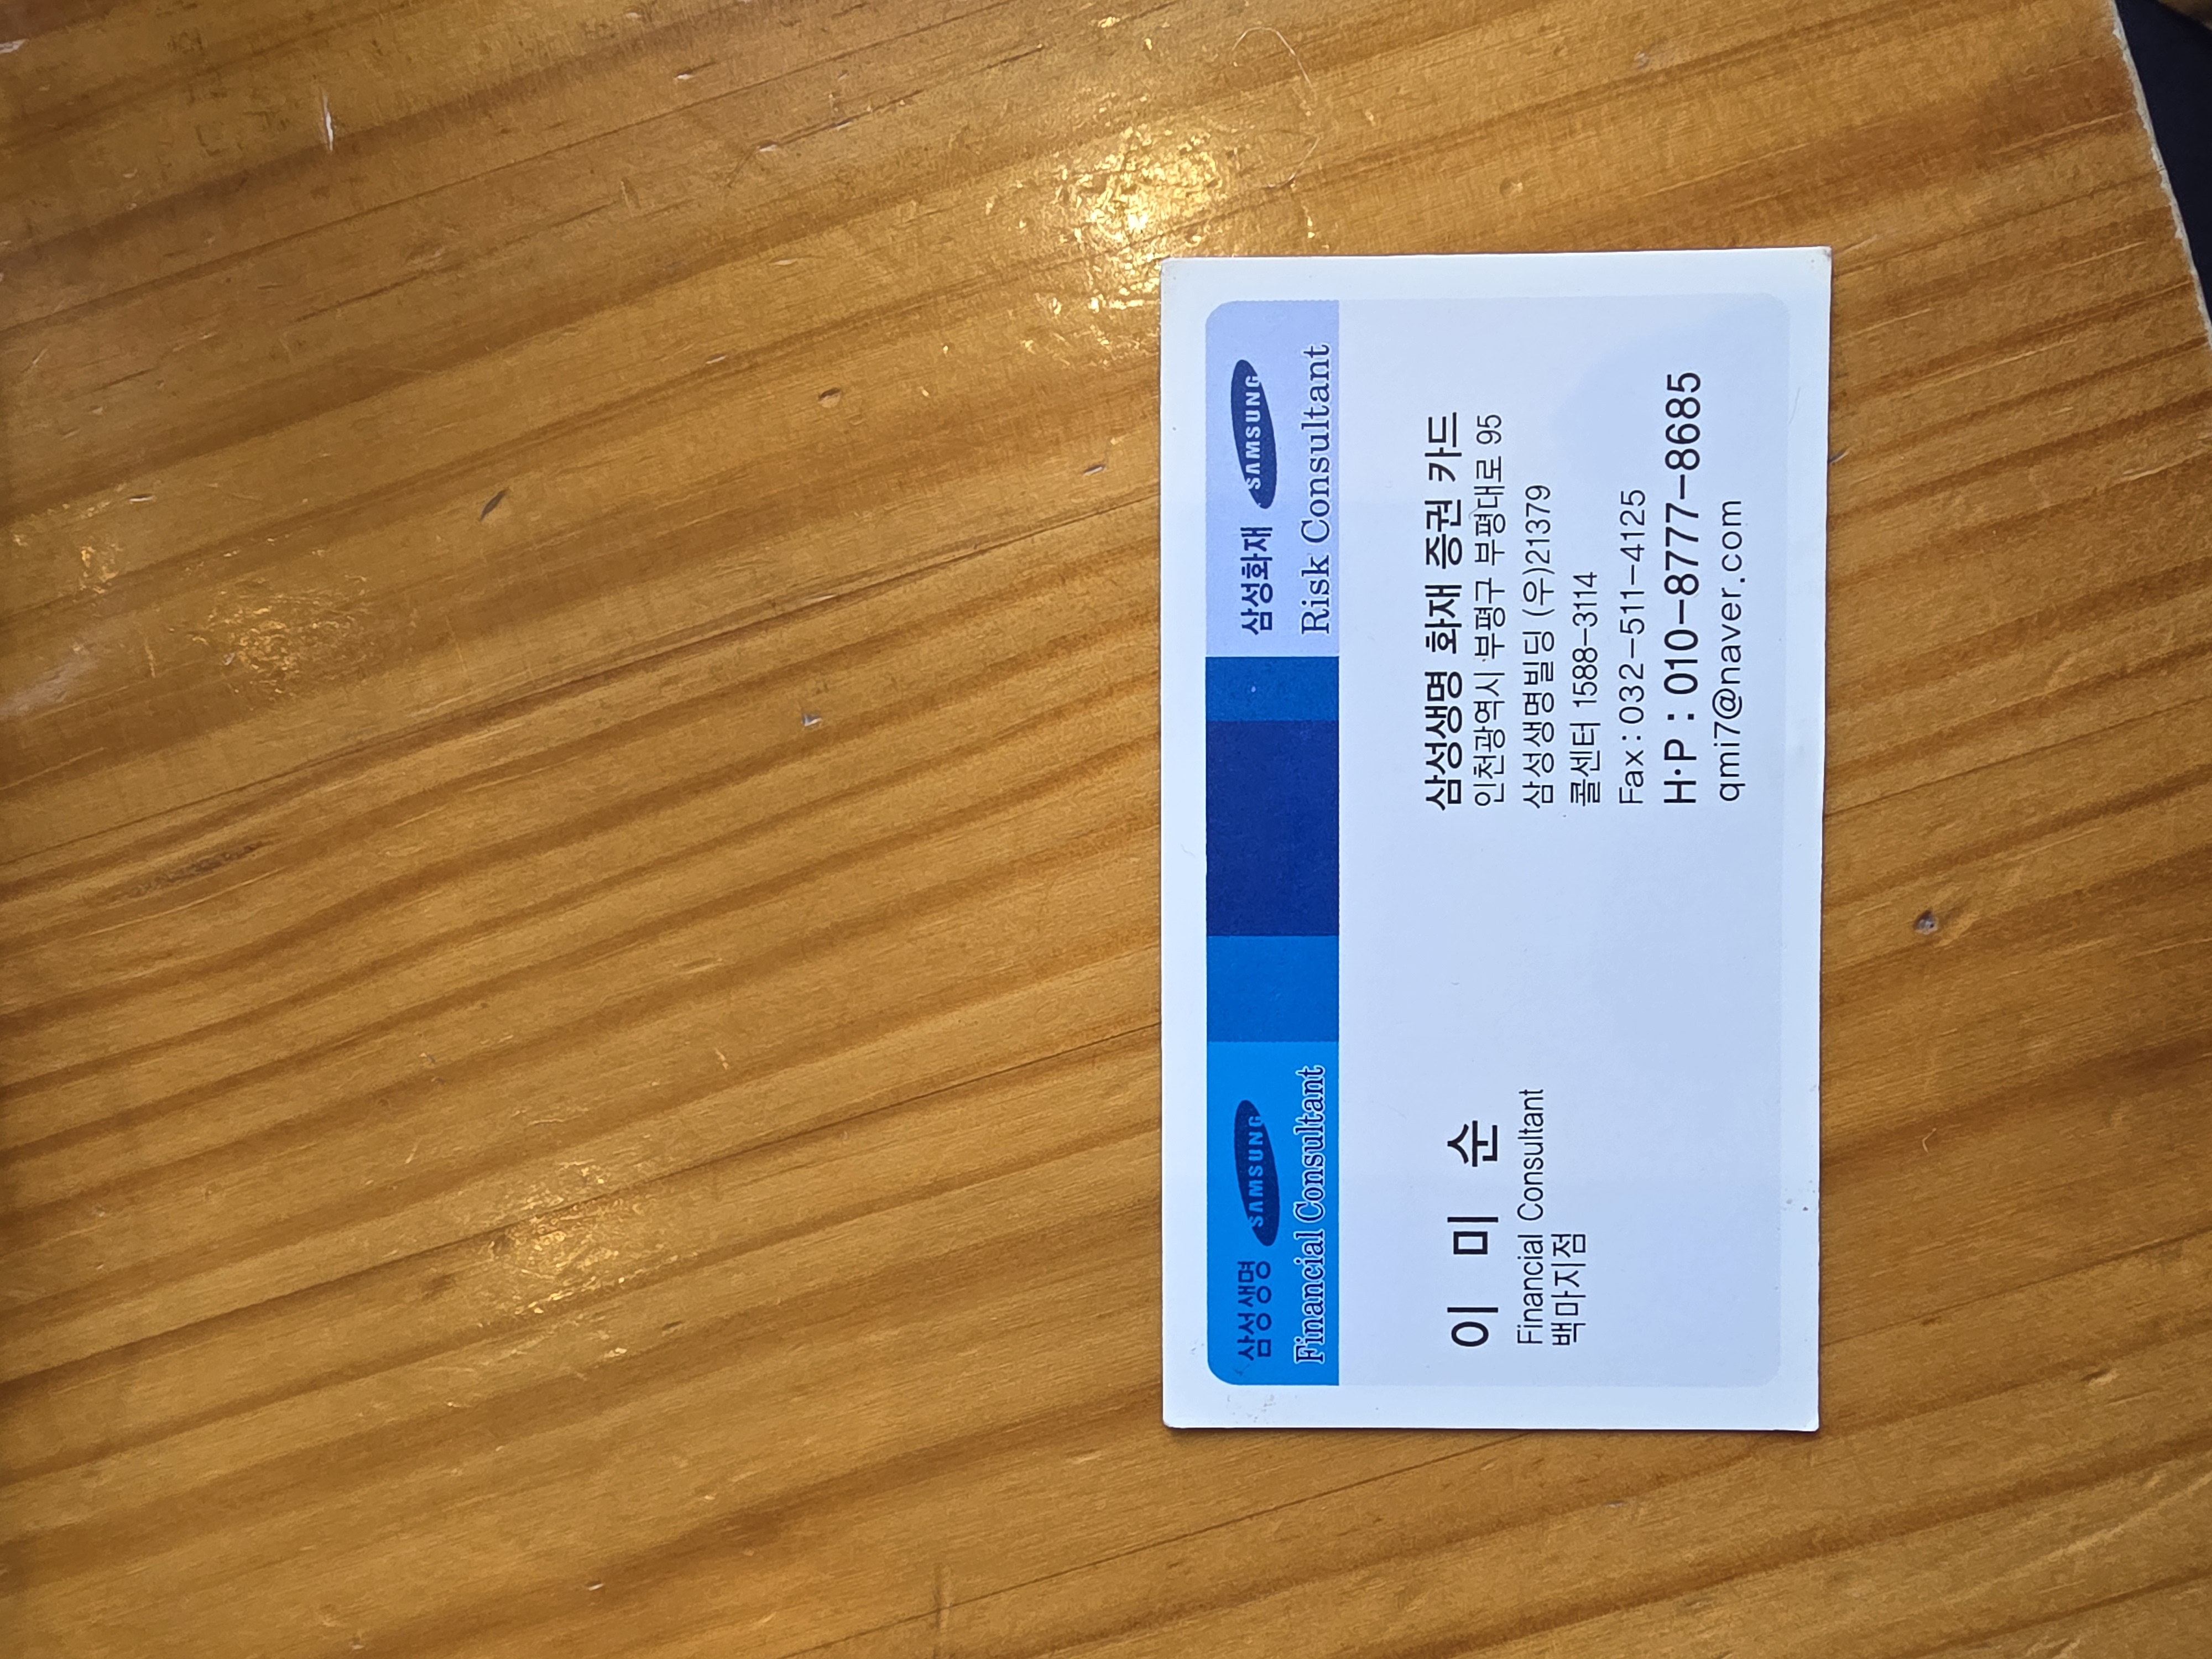 삼성생명 SAMSUNG
Financial Consultant
삼성화재 SAMSUNG
Risk Consultant
이 미 순
Financial Consultant
백마지점
삼성생명 화재 증권 카드
인천광역시 부평구 부평대로 95
삼성생명빌딩 (우)21379
콜센터 1588-3114
Fax : 032-511-4125
H·P : 010-8777-8685
qmi7@naver.com